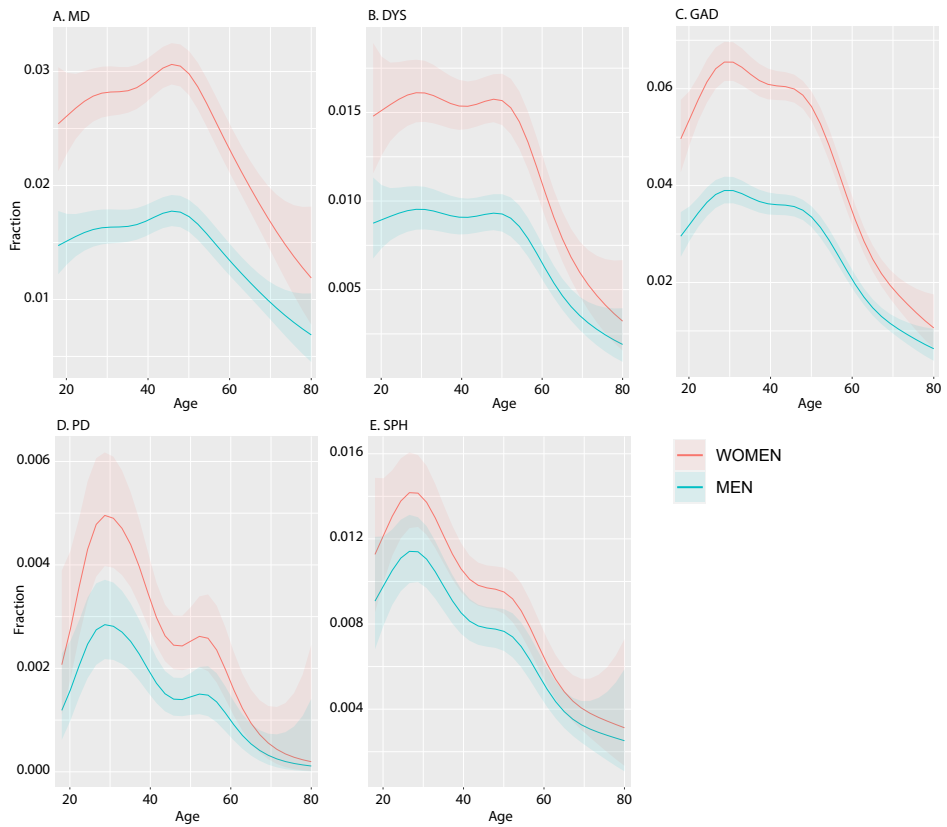 A. MD
B. DYS
C. GAD
0.03
0.02
0.01
Fraction
20 40 60 80
Age
0.015
0.010
0.005
20 40 60 80
Age
0.06
0.04
0.02
20 40 60 80
Age
D. PD
E. SPH
0.006
0.004
0.002
0.000
Fraction
20 40 60 80
Age
0.016
0.012
0.008
0.004
20 40 60 80
Age
WOMEN
MEN